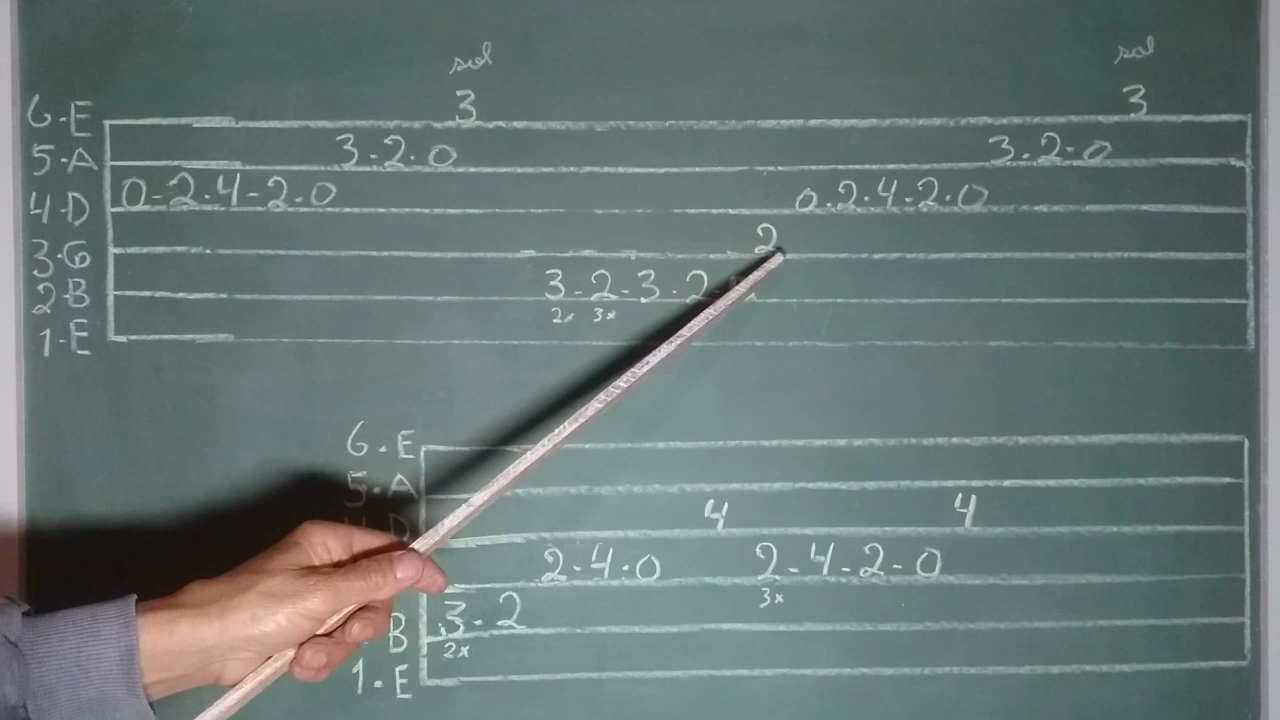 sol sol
3 3
6-E
3-2-0 3-2-0
5-A
0-2-4-2-0 0-2-4-2-0
4-D
2
3-G
3-2-3-2-
2-B
2x 3x
1-E
6-E
5-A
4 4
2-4-0 2-4-2-0
3x
3-2
B
2x
1-E